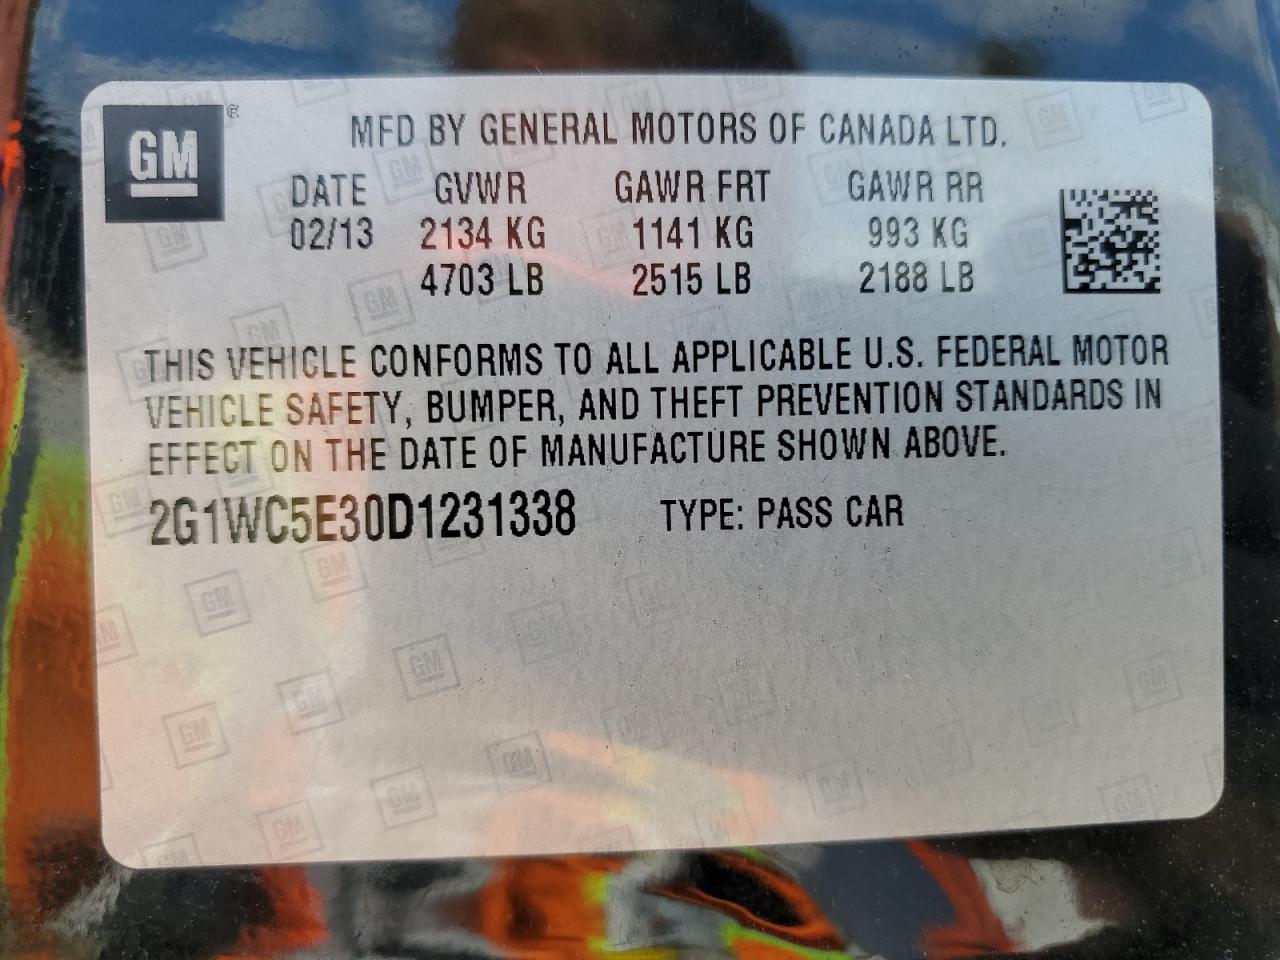 GM ®
MFD BY GENERAL MOTORS OF CANADA LTD.
DATE GVWR GAWR FRT GAWR RR
02/13 2134 KG 1141 KG 993 KG
4703 LB 2515 LB 2188 LB
THIS VEHICLE CONFORMS TO ALL APPLICABLE U.S. FEDERAL MOTOR
VEHICLE SAFETY, BUMPER, AND THEFT PREVENTION STANDARDS IN
EFFECT ON THE DATE OF MANUFACTURE SHOWN ABOVE.
2G1WC5E30D1231338 TYPE: PASS CAR